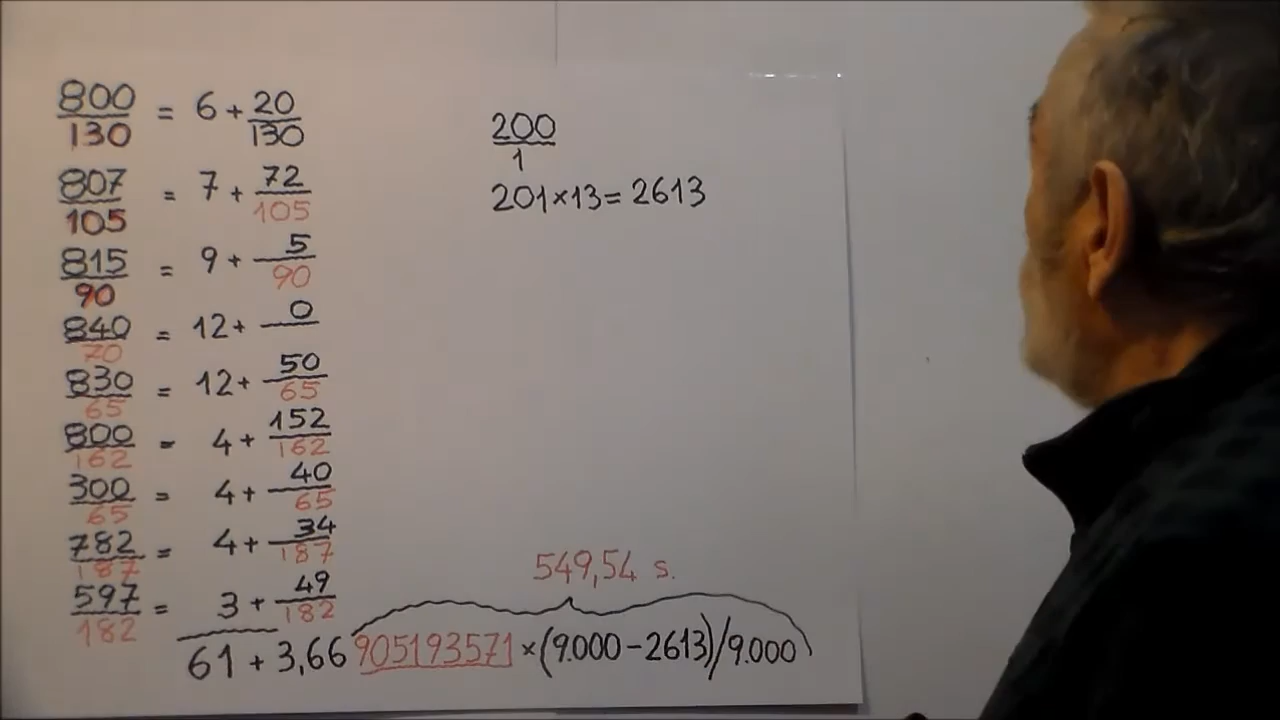 800/130 = 6 + 20/130
807/105 = 7 + 72/105
815/90 = 9 + 5/90
840/70 = 12 + 0/
830/65 = 12 + 50/65
800/162 = 4 + 152/162
300/65 = 4 + 40/65
782/187 = 4 + 34/187
597/182 = 3 + 49/182
61 + 3,66905193571 × (9.000 − 2613)/9.000
549,54 s.
200/1
201×13=2613